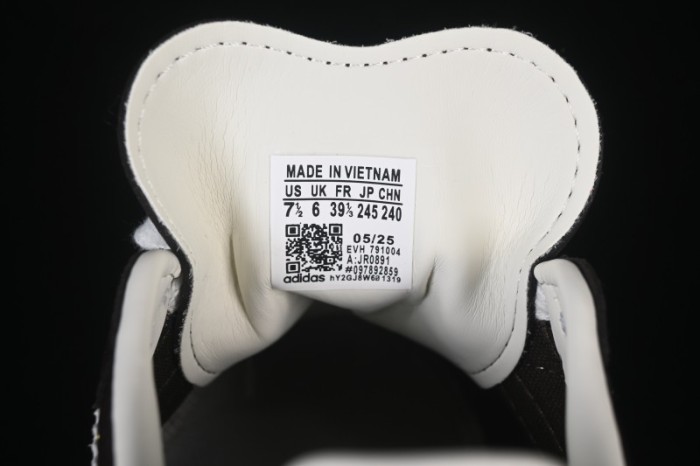 MADE IN VIETNAM
US UK FR JP CHN
7½ 6 39⅓ 245 240
05/25
EVH 791004
A:JR0891
#097892859
adidas hY2GJ8W681319